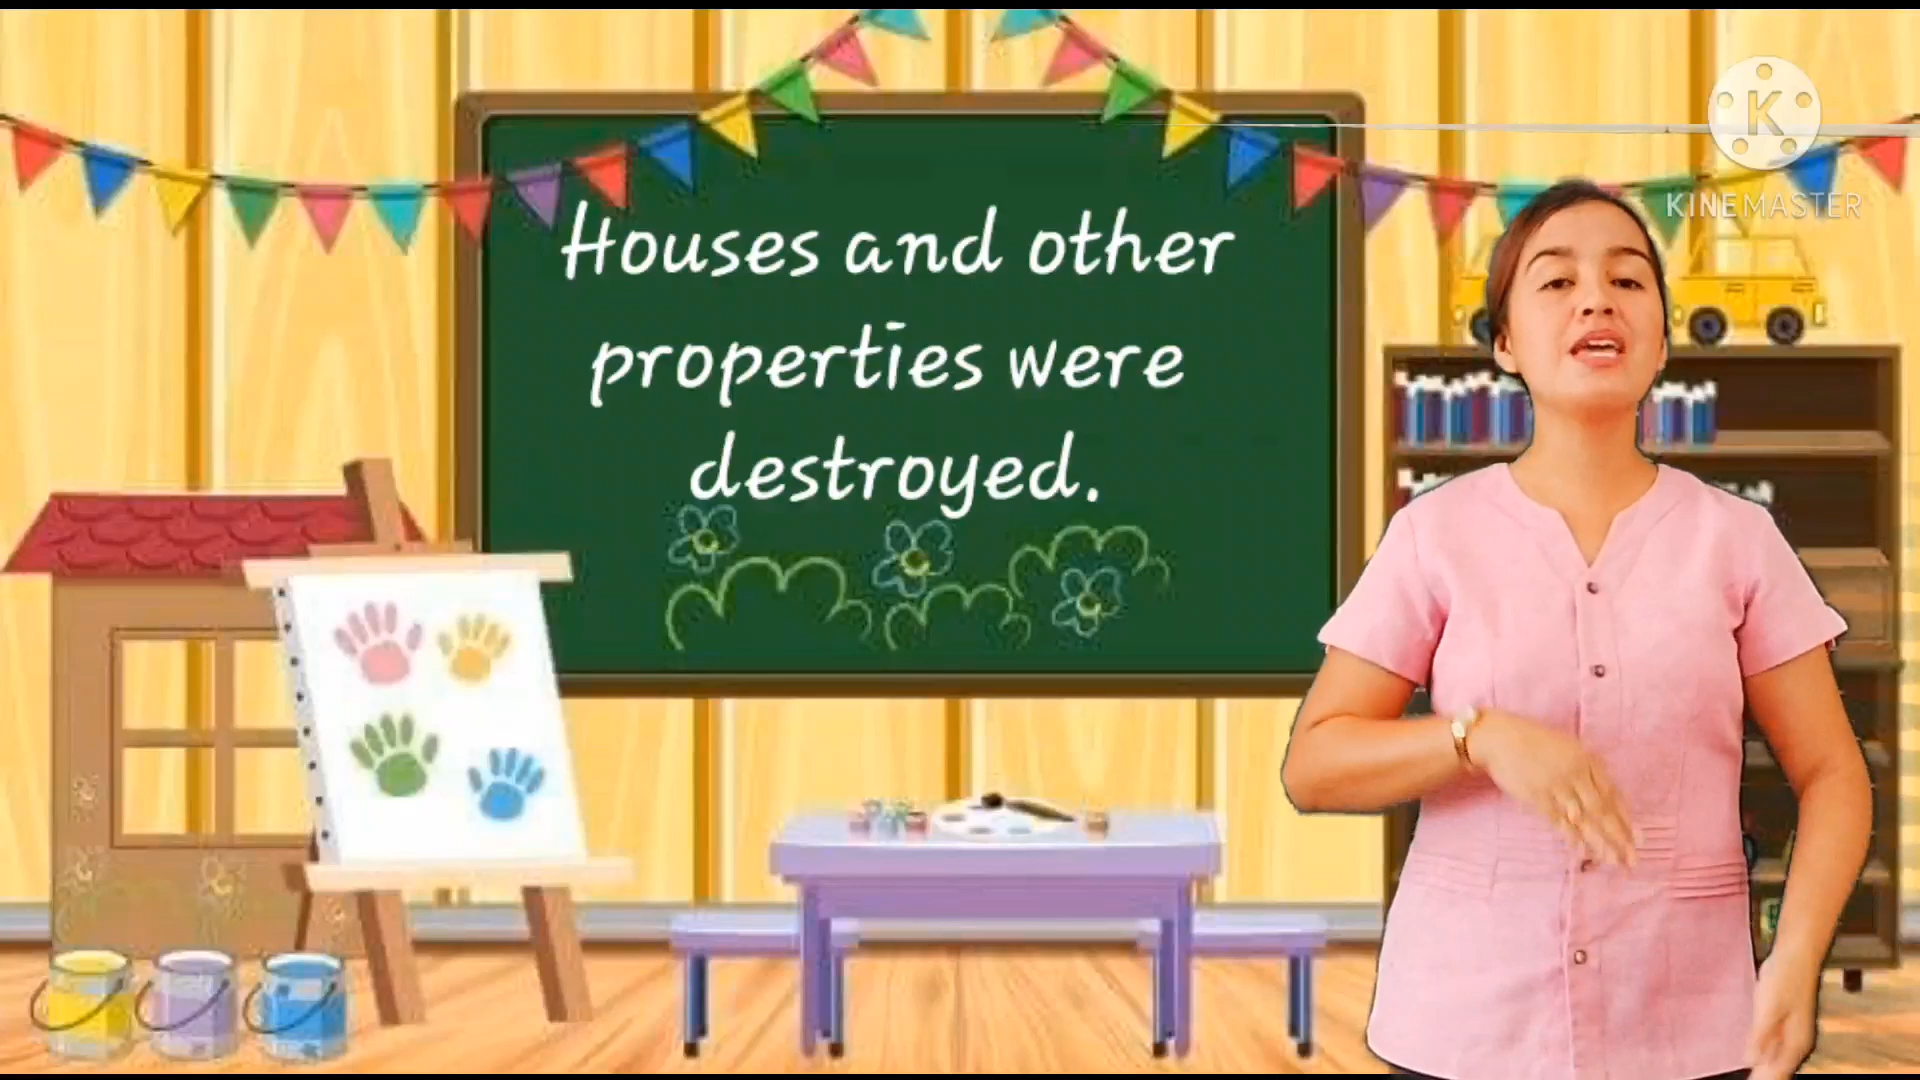 Houses and other
properties were
destroyed.
K
KINEMASTER